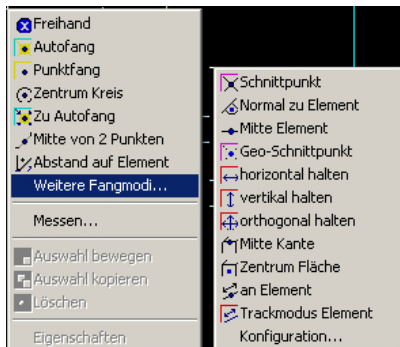 Freihand
Autofang
Punktfang
Zentrum Kreis
Zu Autofang
Mitte von 2 Punkten
Abstand auf Element
Weitere Fangmodi...
Messen...
Auswahl bewegen
Auswahl kopieren
Löschen
Eigenschaften
Schnittpunkt
Normal zu Element
Mitte Element
Geo-Schnittpunkt
horizontal halten
vertikal halten
orthogonal halten
Mitte Kante
Zentrum Fläche
an Element
Trackmodus Element
Konfiguration...